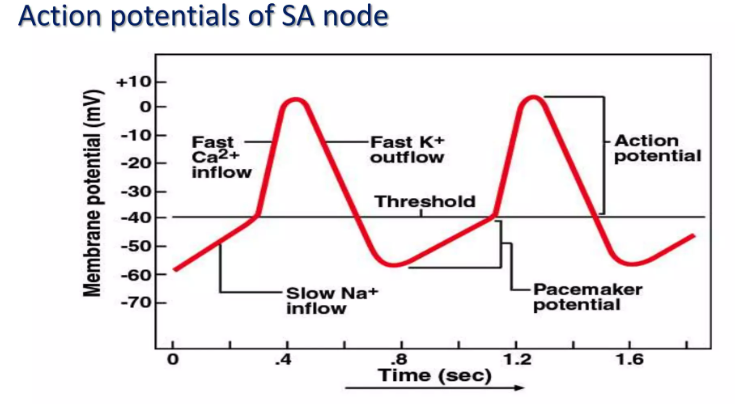 Action potentials of SA node
Membrane potential (mV)
+10
0
-10
-20
-30
-40
-50
-60
-70
Fast
Ca2+
inflow
Fast K+
outflow
Action
potential
Threshold
Slow Na+
inflow
Pacemaker
potential
0 .4 .8 1.2 1.6
Time (sec)